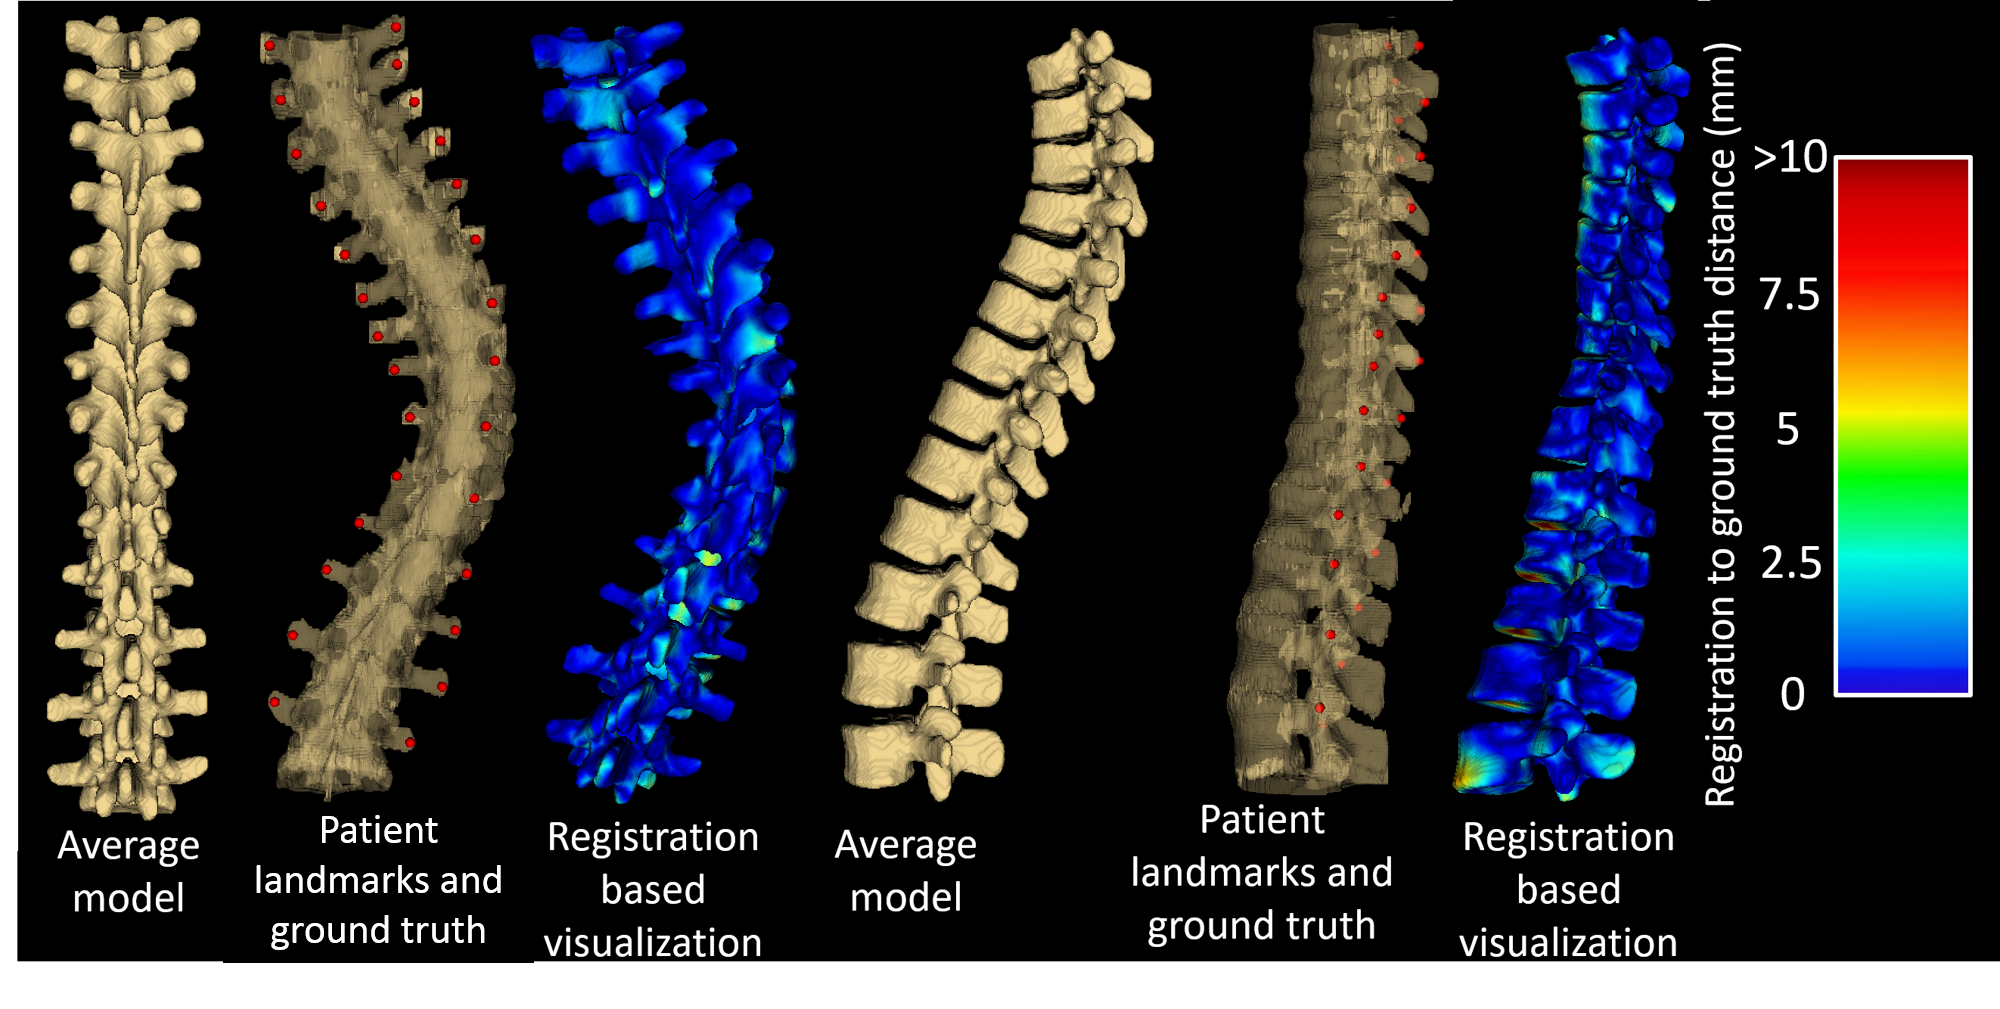 Average
model
Patient
landmarks and
ground truth
Registration
based
visualization
Average
model
Patient
landmarks and
ground truth
Registration
based
visualization
Registration to ground truth distance (mm)
>10
7.5
5
2.5
0